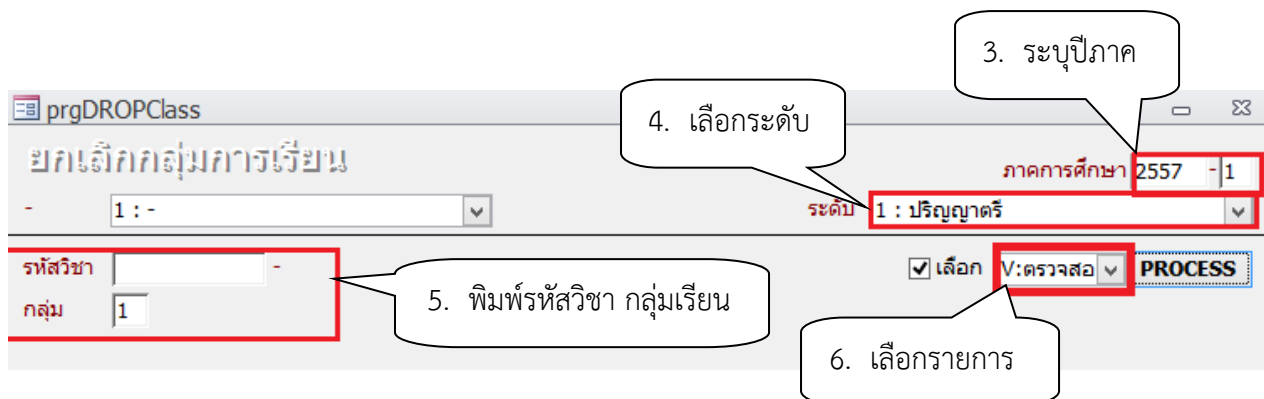 3. ระบุปีภาค
prgDROPClass
4. เลือกระดับ
ยกเลิกกลุ่มการเรียน
ภาคการศึกษา 2557 - 1
- 1 : -
ระดับ 1 : ปริญญาตรี
รหัสวิชา -
เลือก V:ตรวจสอ PROCESS
กลุ่ม 1
5. พิมพ์รหัสวิชา กลุ่มเรียน
6. เลือกรายการ